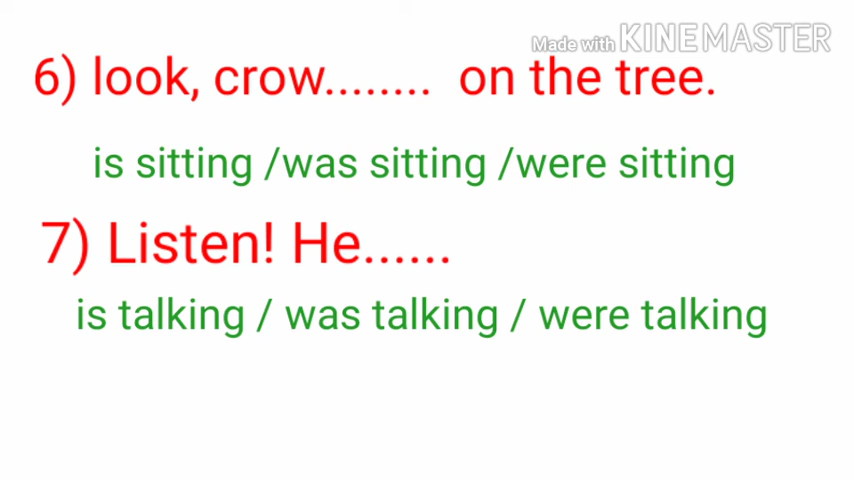 Made with KINEMASTER
6) look, crow........ on the tree.
is sitting /was sitting /were sitting
7) Listen! He......
is talking / was talking / were talking